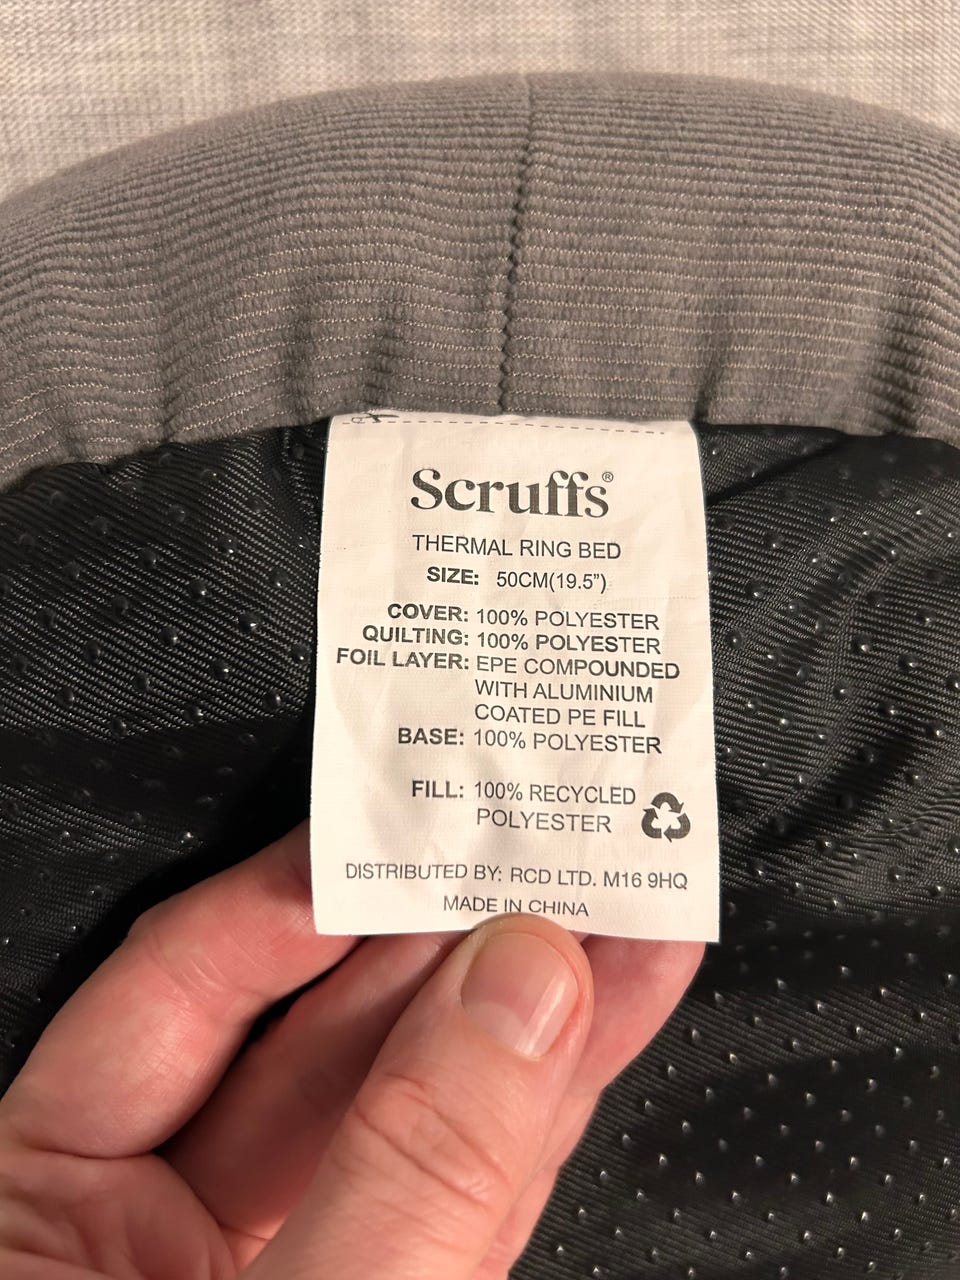 Scruffs®
THERMAL RING BED
SIZE: 50CM(19.5”)
COVER: 100% POLYESTER
QUILTING: 100% POLYESTER
FOIL LAYER: EPE COMPOUNDED
WITH ALUMINIUM
COATED PE FILL
BASE: 100% POLYESTER
FILL: 100% RECYCLED
POLYESTER
DISTRIBUTED BY: RCD LTD. M16 9HQ
MADE IN CHINA